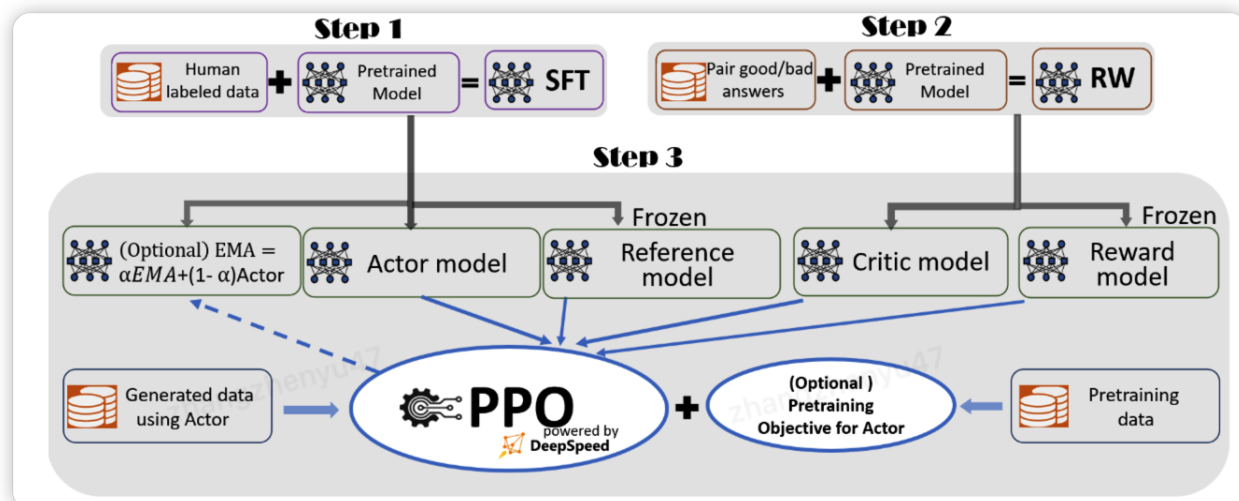 Step 1
Step 2
Human
labeled data
+
Pretrained
Model
=
SFT
Pair good/bad
answers
+
Pretrained
Model
=
RW
Step 3
Frozen
Frozen
(Optional) EMA =
αEMA+(1- α)Actor
Actor model
Reference
model
Critic model
Reward
model
Generated data
using Actor
PPO
powered by
DeepSpeed
+
(Optional )
Pretraining
Objective for Actor
Pretraining
data
zhangzhenyu47
zhangzhenyu47